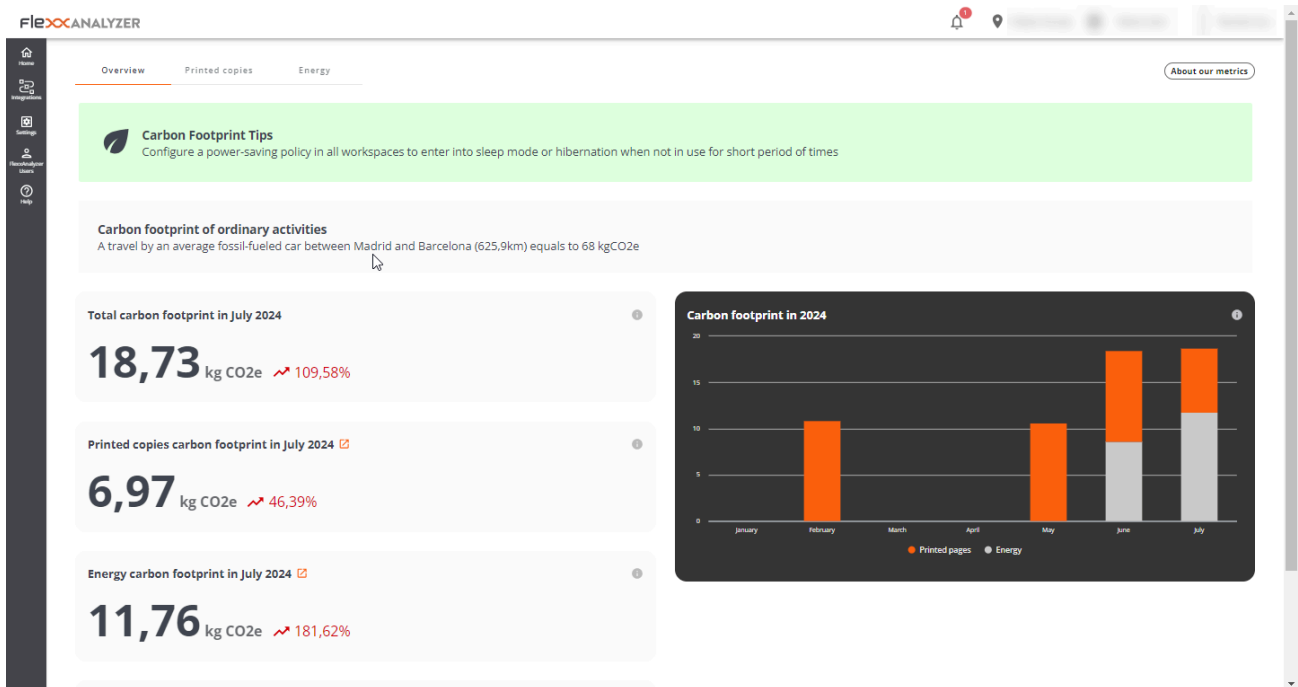 FlexxANALYZER
1
Home
Integrations
Settings
FlexxAnalyzer
Users
Help
Overview
Printed copies
Energy
About our metrics
Carbon Footprint Tips
Configure a power-saving policy in all workspaces to enter into sleep mode or hibernation when not in use for short period of times
Carbon footprint of ordinary activities
A travel by an average fossil-fueled car between Madrid and Barcelona (625,9km) equals to 68 kgCO2e
Total carbon footprint in July 2024
18,73 kg CO2e 109,58%
Printed copies carbon footprint in July 2024
6,97 kg CO2e 46,39%
Energy carbon footprint in July 2024
11,76 kg CO2e 181,62%
Carbon footprint in 2024
20
15
10
5
0
January February March April May June July
Printed pages Energy